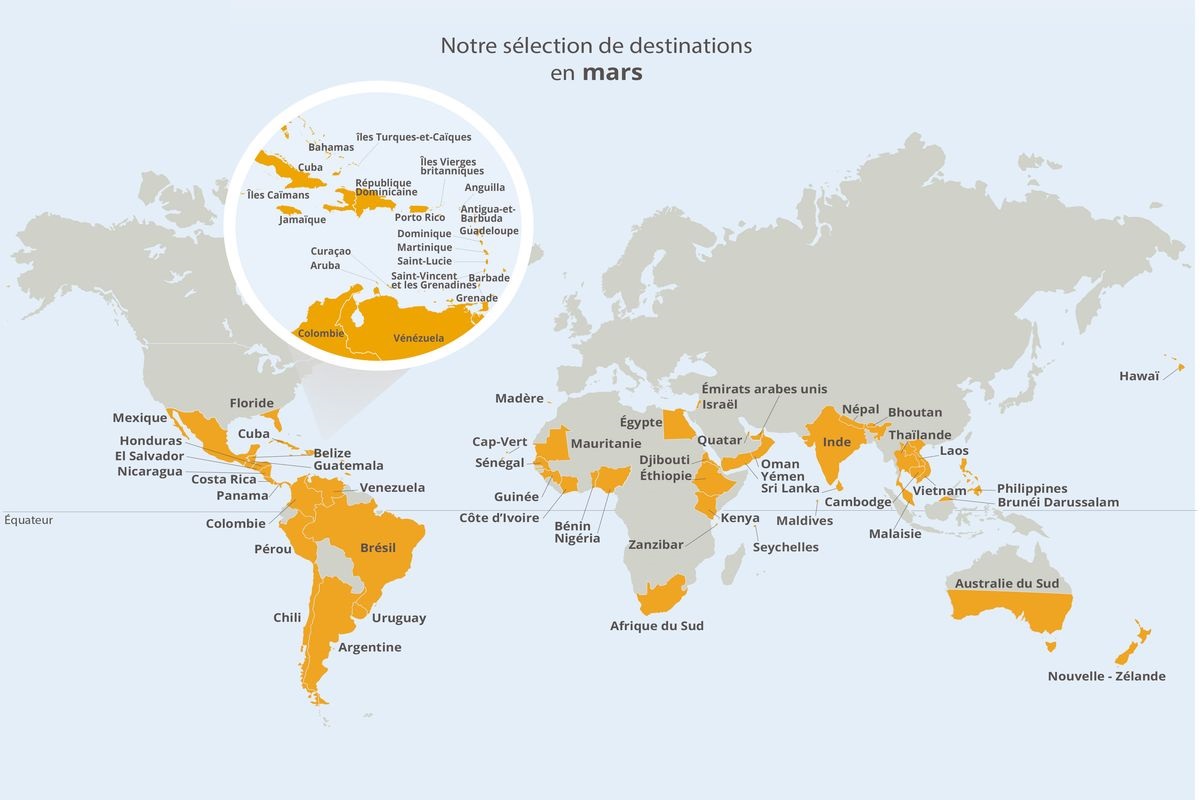 Notre sélection de destinations
en mars
îles Turques-et-Caïques
Bahamas
Cuba
Îles Vierges
britanniques
République
Dominicaine
Anguilla
Îles Caïmans
Jamaïque
Porto Rico
Antigua-et-
Barbuda
Guadeloupe
Dominique
Martinique
Saint-Lucie
Curaçao
Aruba
Saint-Vincent
et les Grenadines
Barbade
Grenade
Colombie
Vénézuela
Hawaï
Floride
Mexique
Cuba
Honduras
El Salvador
Nicaragua
Belize
Guatemala
Costa Rica
Panama
Venezuela
Colombie
Équateur
Pérou
Brésil
Chili
Uruguay
Argentine
Madère
Émirats arabes unis
Israël
Égypte
Cap-Vert
Mauritanie
Quatar
Sénégal
Djibouti
Éthiopie
Oman
Yémen
Sri Lanka
Guinée
Côte d’Ivoire
Bénin
Nigéria
Kenya
Maldives
Zanzibar
Seychelles
Afrique du Sud
Népal
Bhoutan
Inde
Thaïlande
Laos
Cambodge
Vietnam
Philippines
Brunéi Darussalam
Malaisie
Australie du Sud
Nouvelle - Zélande